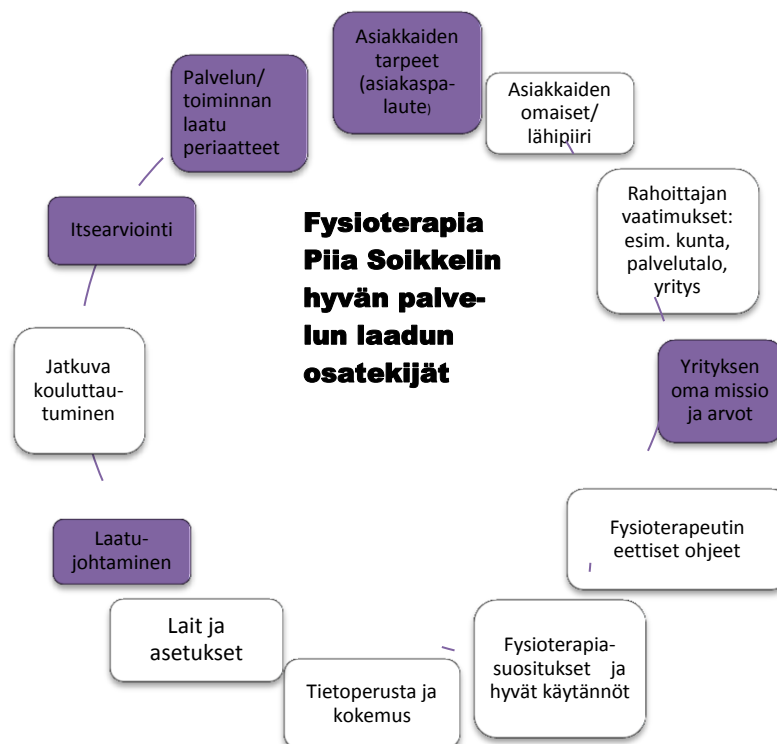 Asiakkaiden
tarpeet
(asiakaspa-
laute)
Asiakkaiden
omaiset/
lähipiiri
Rahoittajan
vaatimukset:
esim. kunta,
palvelutalo,
yritys
Yrityksen
oma missio
ja arvot
Fysioterapeutin
eettiset ohjeet
Fysioterapia-
suositukset ja
hyvät käytännöt
Tietoperusta ja
kokemus
Lait ja
asetukset
Laatu-
johtaminen
Jatkuva
kouluttau-
tuminen
Itsearviointi
Palvelun/
toiminnan
laatu
periaatteet
Fysioterapia
Piia Soikkelin
hyvän palve-
lun laadun
osatekijät